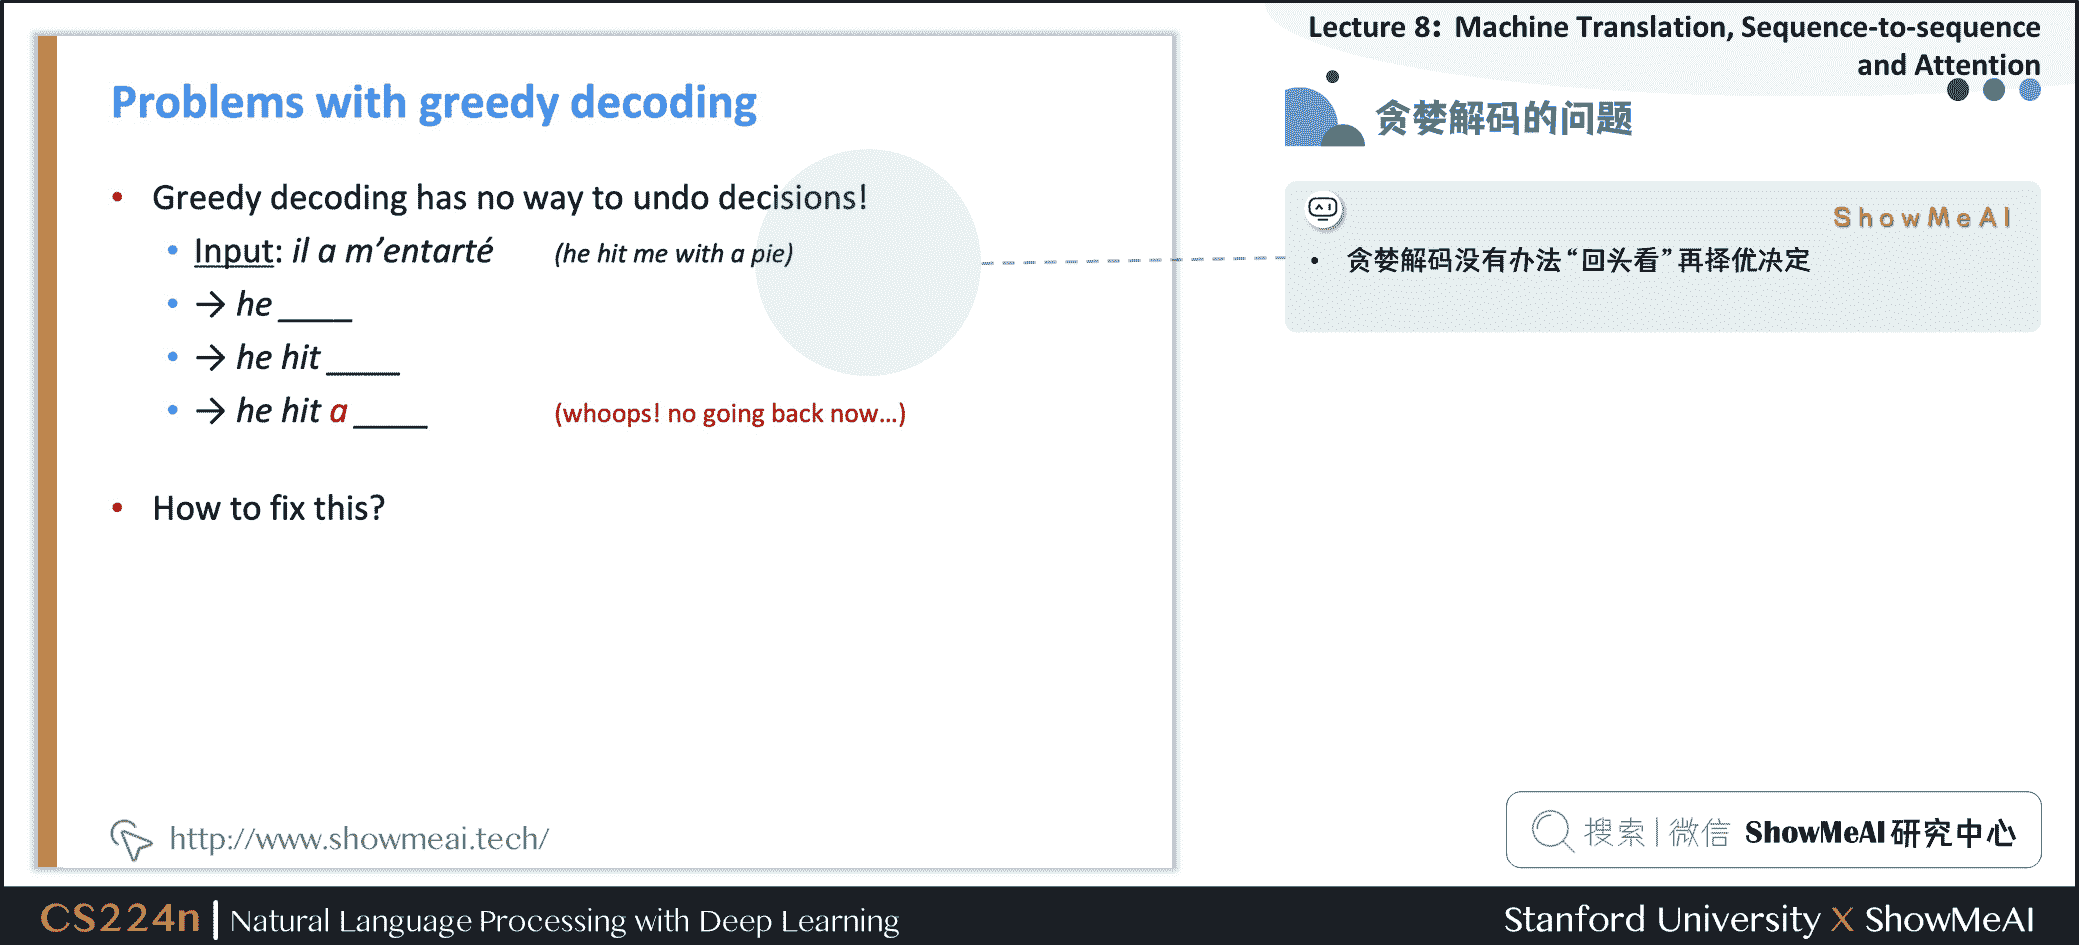 Lecture 8: Machine Translation, Sequence-to-sequence
and Attention
Problems with greedy decoding
• Greedy decoding has no way to undo decisions!
• Input: il a m’entarté (he hit me with a pie)
• → he ____
• → he hit ____
• → he hit a ____ (whoops! no going back now…)
• How to fix this?
http://www.showmeai.tech/
贪婪解码的问题
ShowMeAI
• 贪婪解码没有办法“回头看”再择优决定
搜索 | 微信 ShowMeAI 研究中心
CS224n | Natural Language Processing with Deep Learning
Stanford University X ShowMeAI